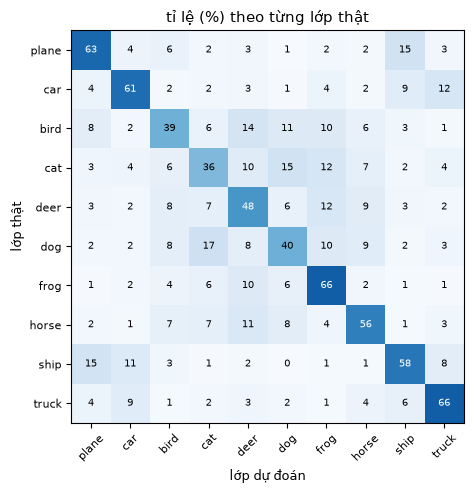 tỉ lệ (%) theo từng lớp thật
lớp thật
plane 63 4 6 2 3 1 2 2 15 3
car 4 61 2 2 3 1 4 2 9 12
bird 8 2 39 6 14 11 10 6 3 1
cat 3 4 6 36 10 15 12 7 2 4
deer 3 2 8 7 48 6 12 9 3 2
dog 2 2 8 17 8 40 10 9 2 3
frog 1 2 4 6 10 6 66 2 1 1
horse 2 1 7 7 11 8 4 56 1 3
ship 15 11 3 1 2 0 1 1 58 8
truck 4 9 1 2 3 2 1 4 6 66
plane car bird cat deer dog frog horse ship truck
lớp dự đoán